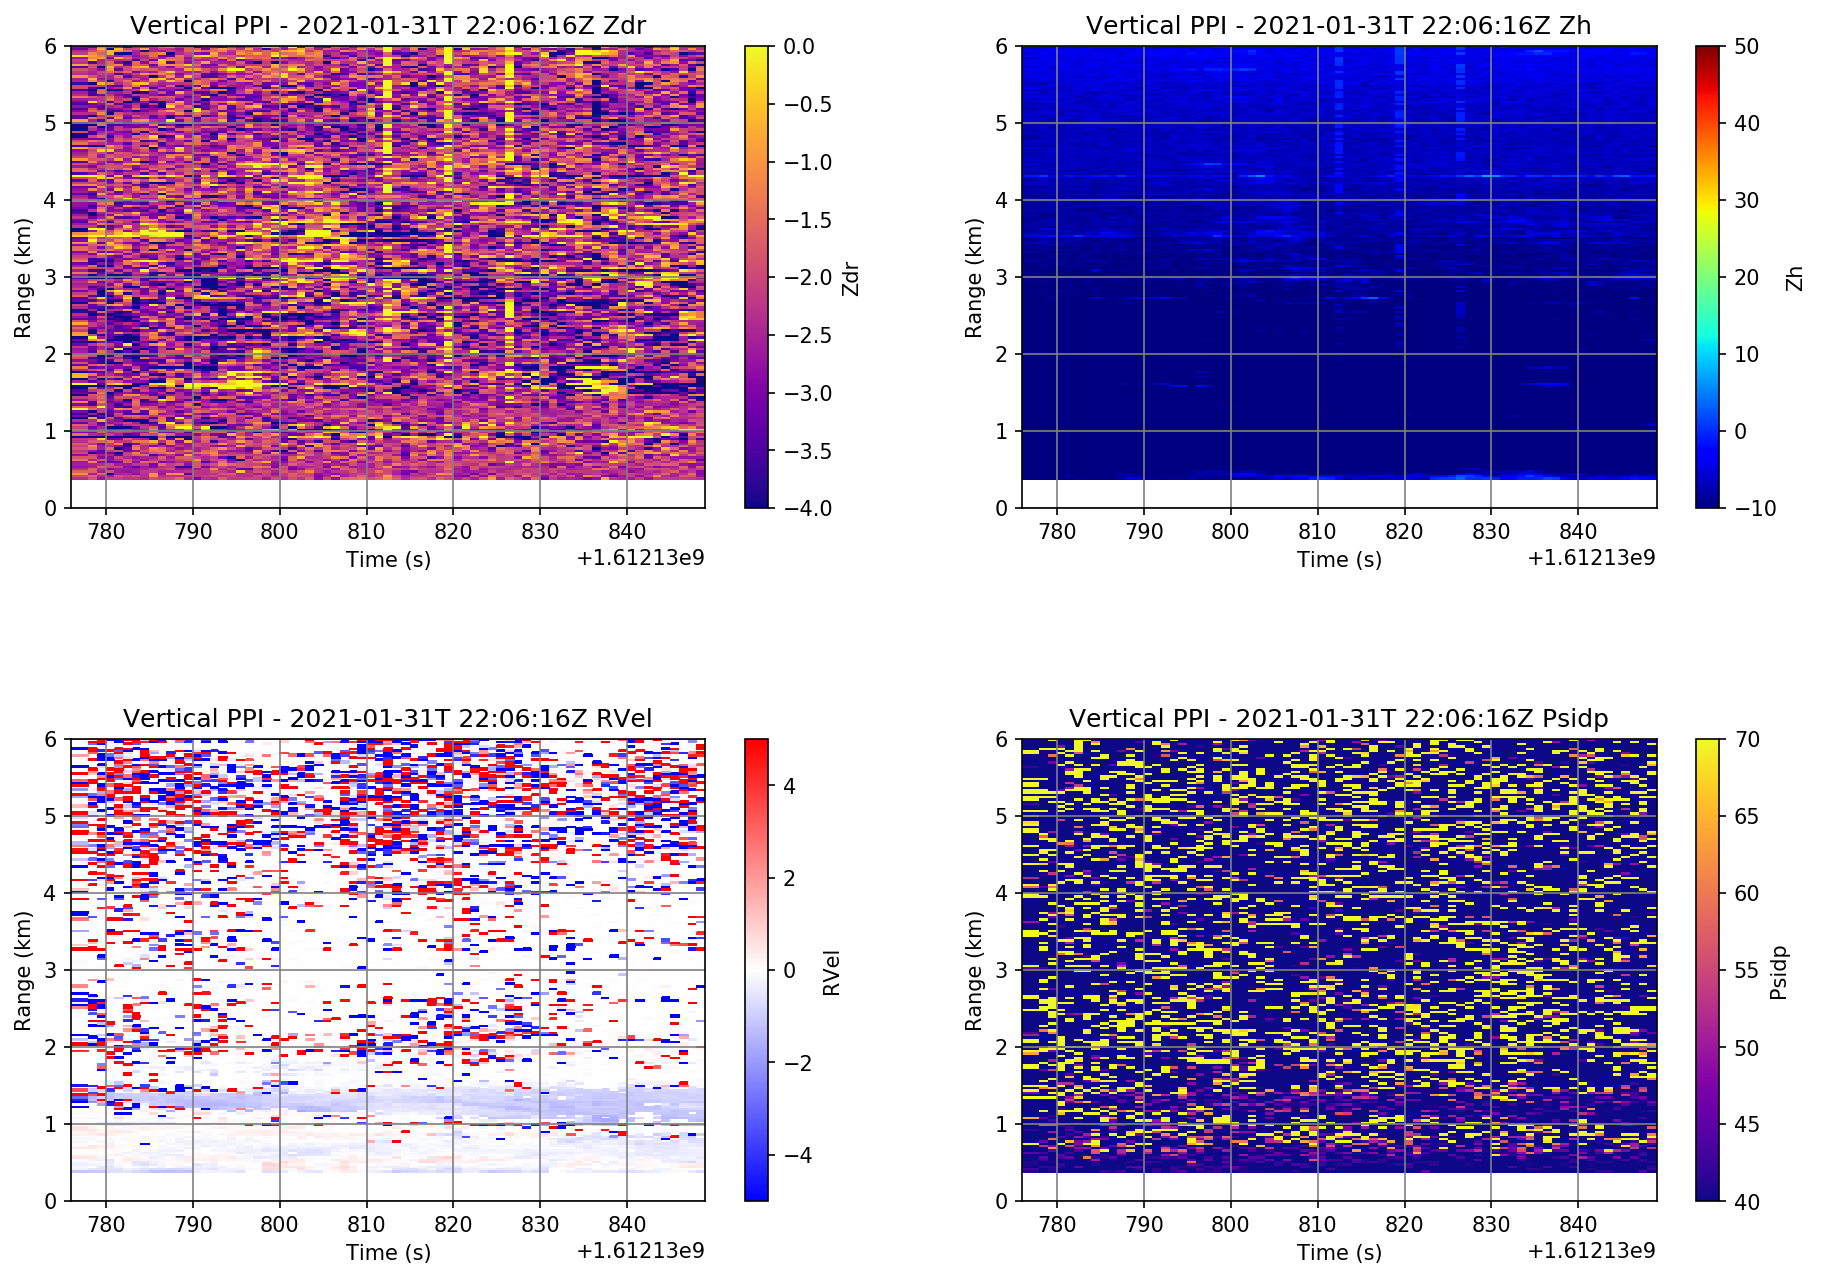 Vertical PPI - 2021-01-31T 22:06:16Z Zdr
6
5
4
3
2
1
0
Range (km)
780 790 800 810 820 830 840
Time (s)
+1.61213e9
0.0
−0.5
−1.0
−1.5
−2.0
−2.5
−3.0
−3.5
−4.0
Zdr
Vertical PPI - 2021-01-31T 22:06:16Z Zh
6
5
4
3
2
1
0
Range (km)
780 790 800 810 820 830 840
Time (s)
+1.61213e9
50
40
30
20
10
0
−10
Zh
Vertical PPI - 2021-01-31T 22:06:16Z RVel
6
5
4
3
2
1
0
Range (km)
780 790 800 810 820 830 840
Time (s)
+1.61213e9
4
2
0
−2
−4
RVel
Vertical PPI - 2021-01-31T 22:06:16Z Psidp
6
5
4
3
2
1
0
Range (km)
780 790 800 810 820 830 840
Time (s)
+1.61213e9
70
65
60
55
50
45
40
Psidp